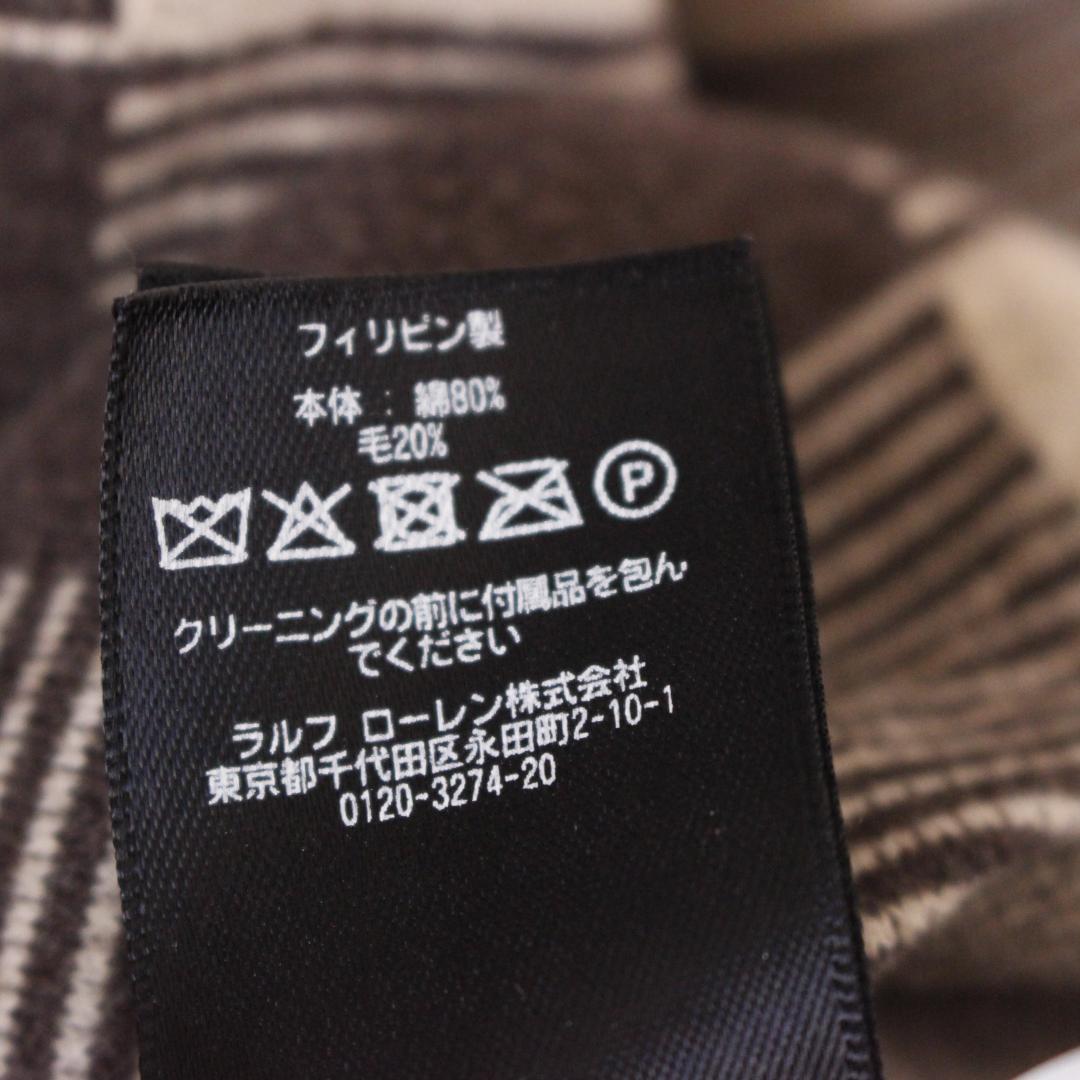 フィリピン製
本体 : 綿80%
毛20%
P
クリーニングの前に付属品を包ん
でください
ラルフ ローレン株式会社
東京都千代田区永田町2-10-1
0120-3274-20